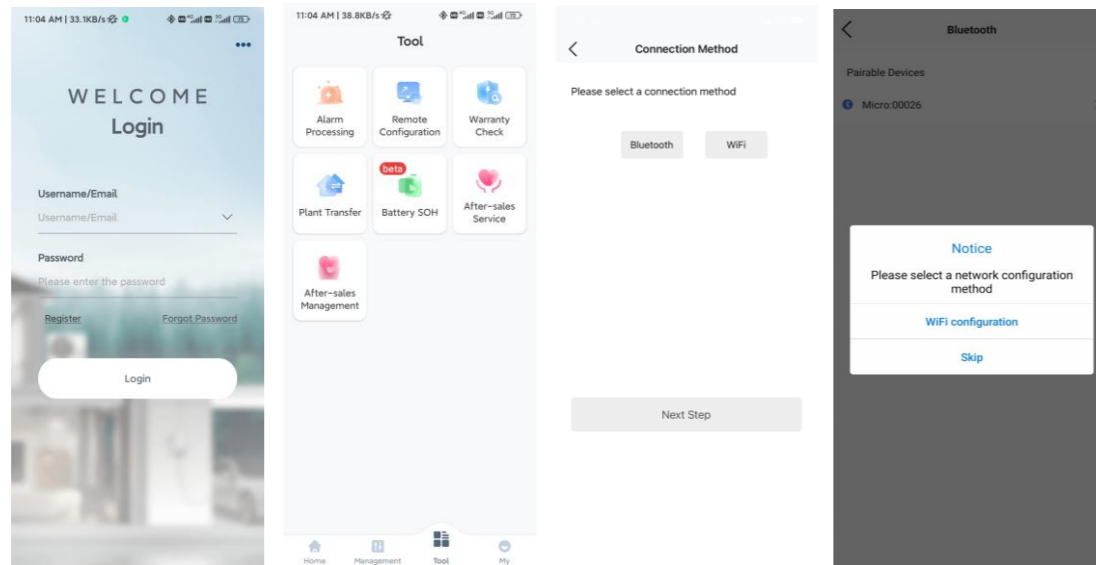 11:04 AM | 33.1KB/s
WELCOME
Login
Username/Email
Username/Email
Password
Please enter the password
Register Forgot Password
Login
11:04 AM | 38.8KB/s
Tool
Alarm
Processing
Remote
Configuration
Warranty
Check
Plant Transfer
beta
Battery SOH
After-sales
Service
After-sales
Management
Home Management Tool My
Connection Method
Please select a connection method
Bluetooth WiFi
Next Step
Bluetooth
Pairable Devices
Micro:00026
Notice
Please select a network configuration
method
WiFi configuration
Skip